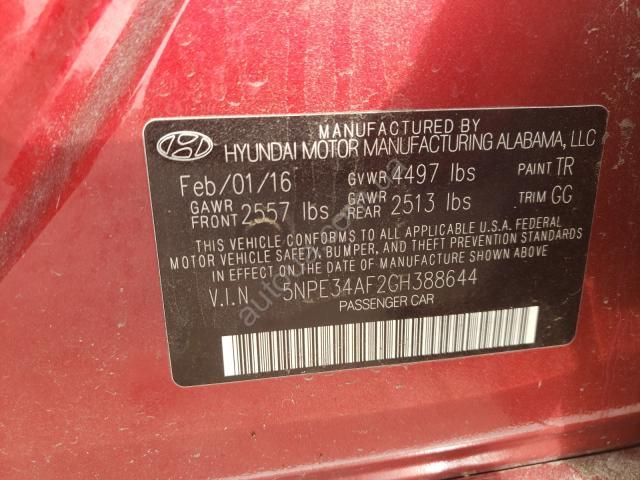 MANUFACTURED BY
HYUNDAI MOTOR MANUFACTURING ALABAMA, LLC
Feb/01/16 GVWR 4497 lbs PAINT TR
GAWR FRONT 2557 lbs GAWR REAR 2513 lbs TRIM GG
THIS VEHICLE CONFORMS TO ALL APPLICABLE U.S.A. FEDERAL
MOTOR VEHICLE SAFETY, BUMPER, AND THEFT PREVENTION STANDARDS
IN EFFECT ON THE DATE OF MANUFACTURE SHOWN ABOVE.
V.I.N 5NPE34AF2GH388644
PASSENGER CAR